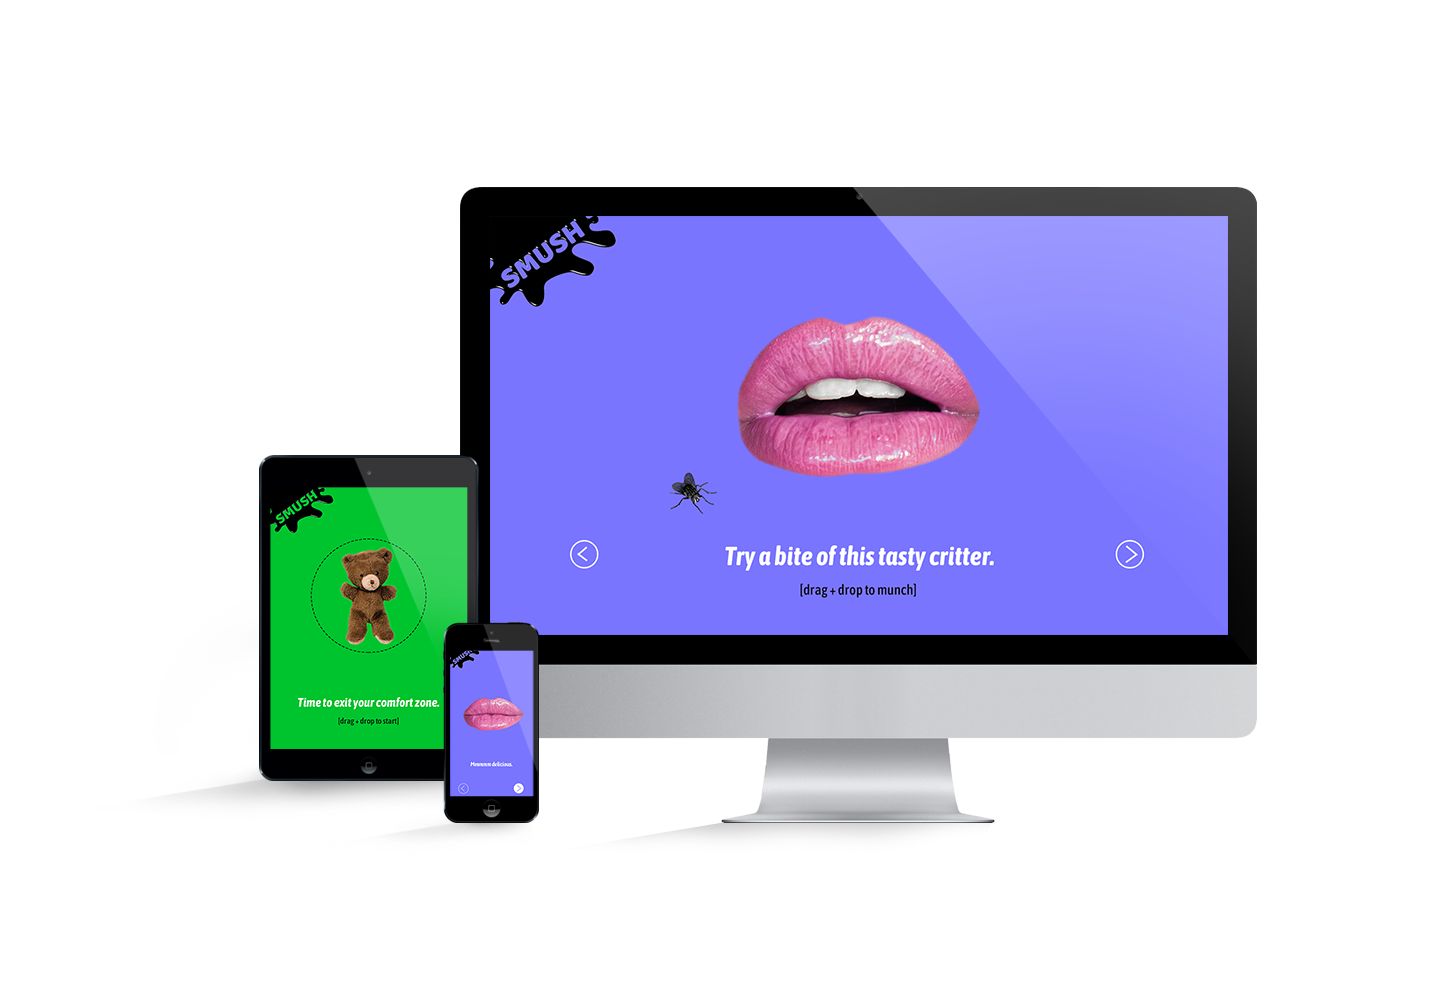 SMUSH
Try a bite of this tasty critter.
[drag + drop to munch]
SMUSH
Time to exit your comfort zone.
[drag + drop to start]
SMUSH
Mmmmm delicious.